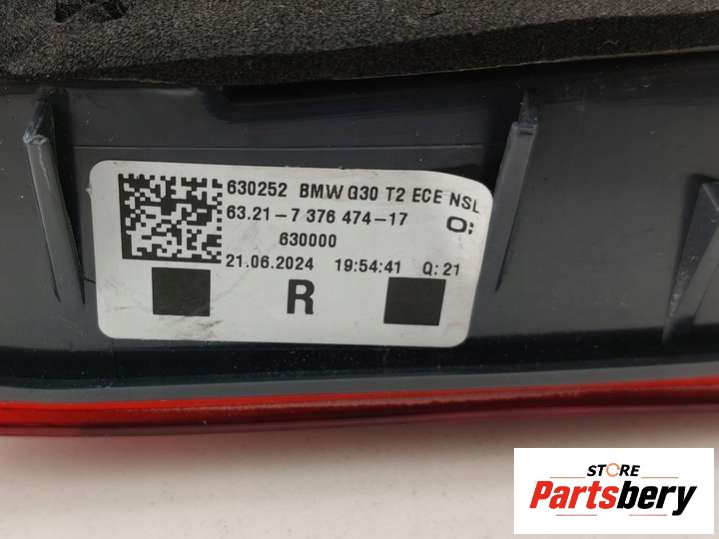 630252 BMW G30 T2 ECE NSL
63.21-7 376 474-17 O:
630000
21.06.2024 19:54:41 Q:21
R
STORE
Partsbery